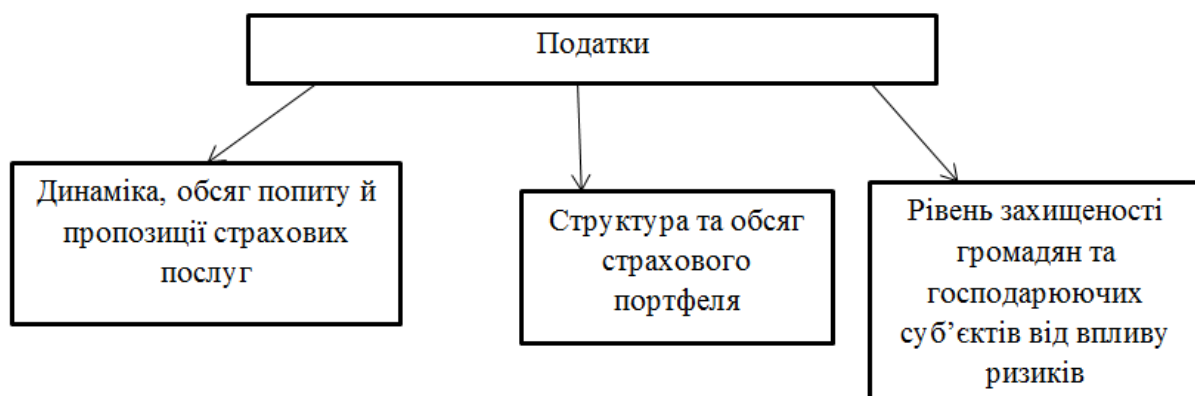 Податки
Динаміка, обсяг попиту й
пропозиції страхових
послуг
Структура та обсяг
страхового
портфеля
Рівень захищеності
громадян та
господарюючих
суб’єктів від впливу
ризиків